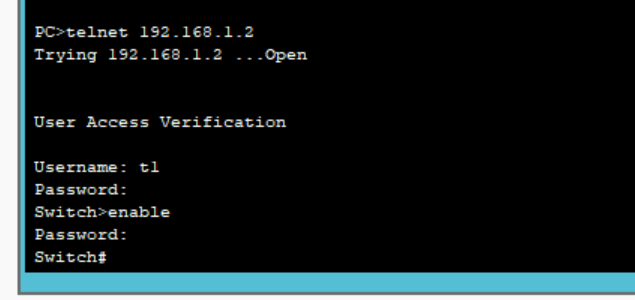 PC>telnet 192.168.1.2
Trying 192.168.1.2 ...Open
User Access Verification
Username: tl
Password:
Switch>enable
Password:
Switch#